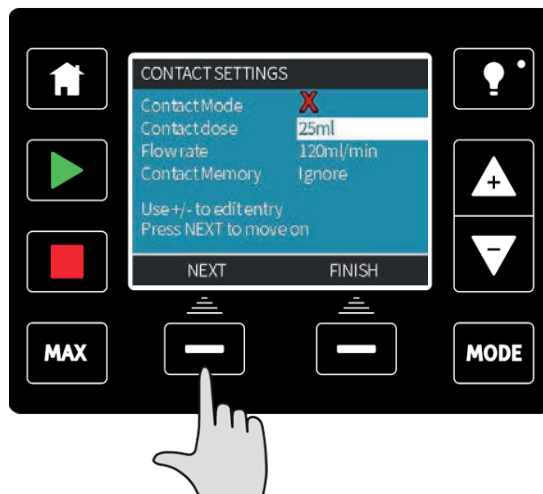 CONTACT SETTINGS
Contact Mode X
Contact dose 25ml
Flow rate 120ml/min
Contact Memory Ignore
Use +/- to edit entry
Press NEXT to move on
NEXT FINISH
+
-
MAX
MODE